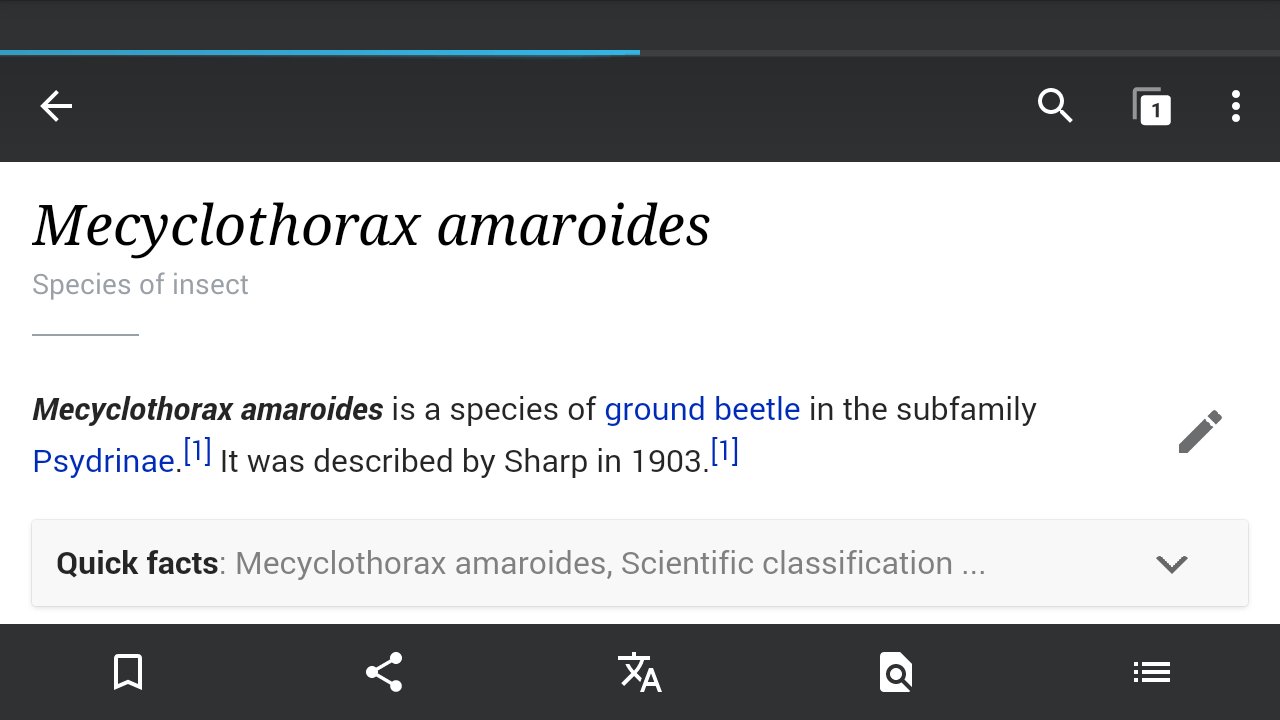 1
Mecyclothorax amaroides
Species of insect
Mecyclothorax amaroides is a species of ground beetle in the subfamily
Psydrinae.[1] It was described by Sharp in 1903.[1]
Quick facts: Mecyclothorax amaroides, Scientific classification ...